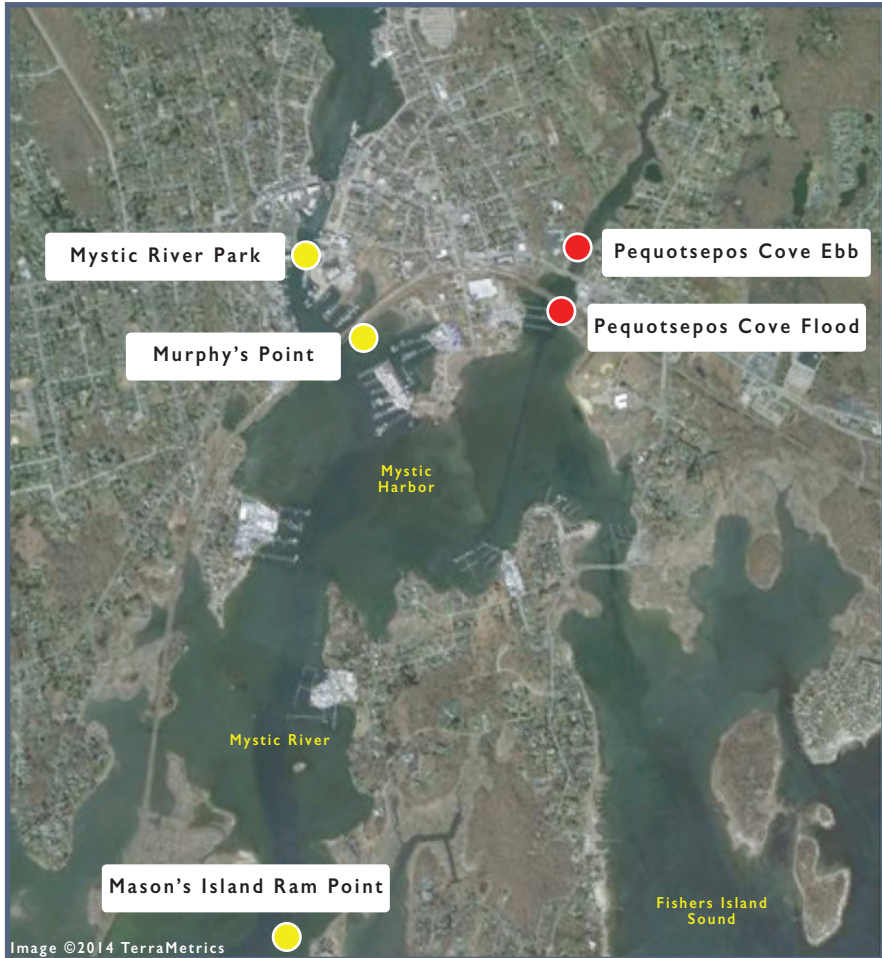 Mystic River Park
Pequotsepos Cove Ebb
Pequotsepos Cove Flood
Murphy's Point
Mystic
Harbor
Mystic River
Mason's Island Ram Point
Fishers Island
Sound
Image ©2014 TerraMetrics